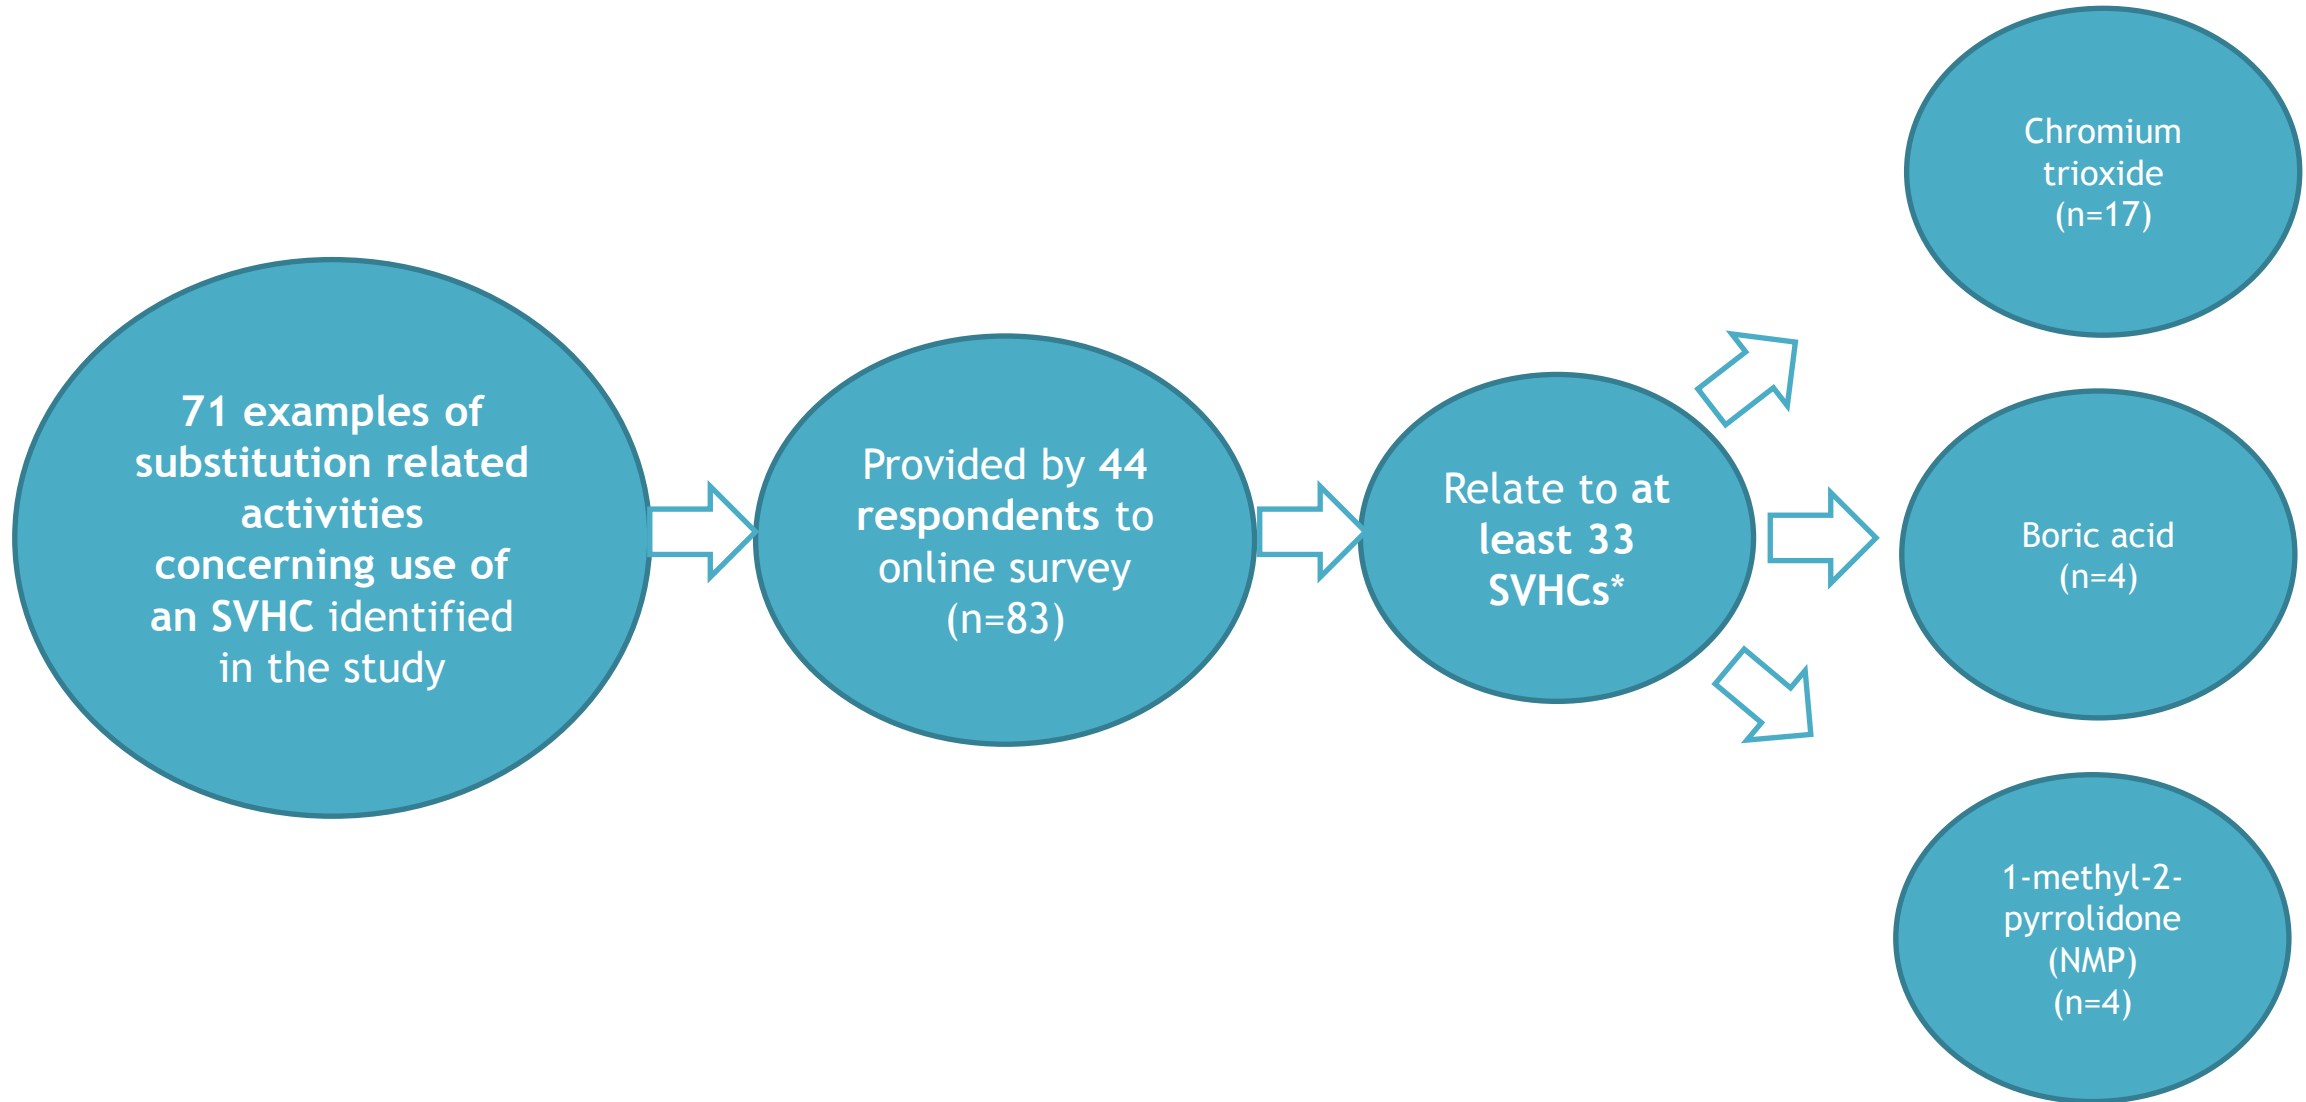 71 examples of
substitution related
activities
concerning use of
an SVHC identified
in the study
Provided by 44
respondents to
online survey
(n=83)
Relate to at
least 33
SVHCs*
Chromium
trioxide
(n=17)
Boric acid
(n=4)
1-methyl-2-
pyrrolidone
(NMP)
(n=4)